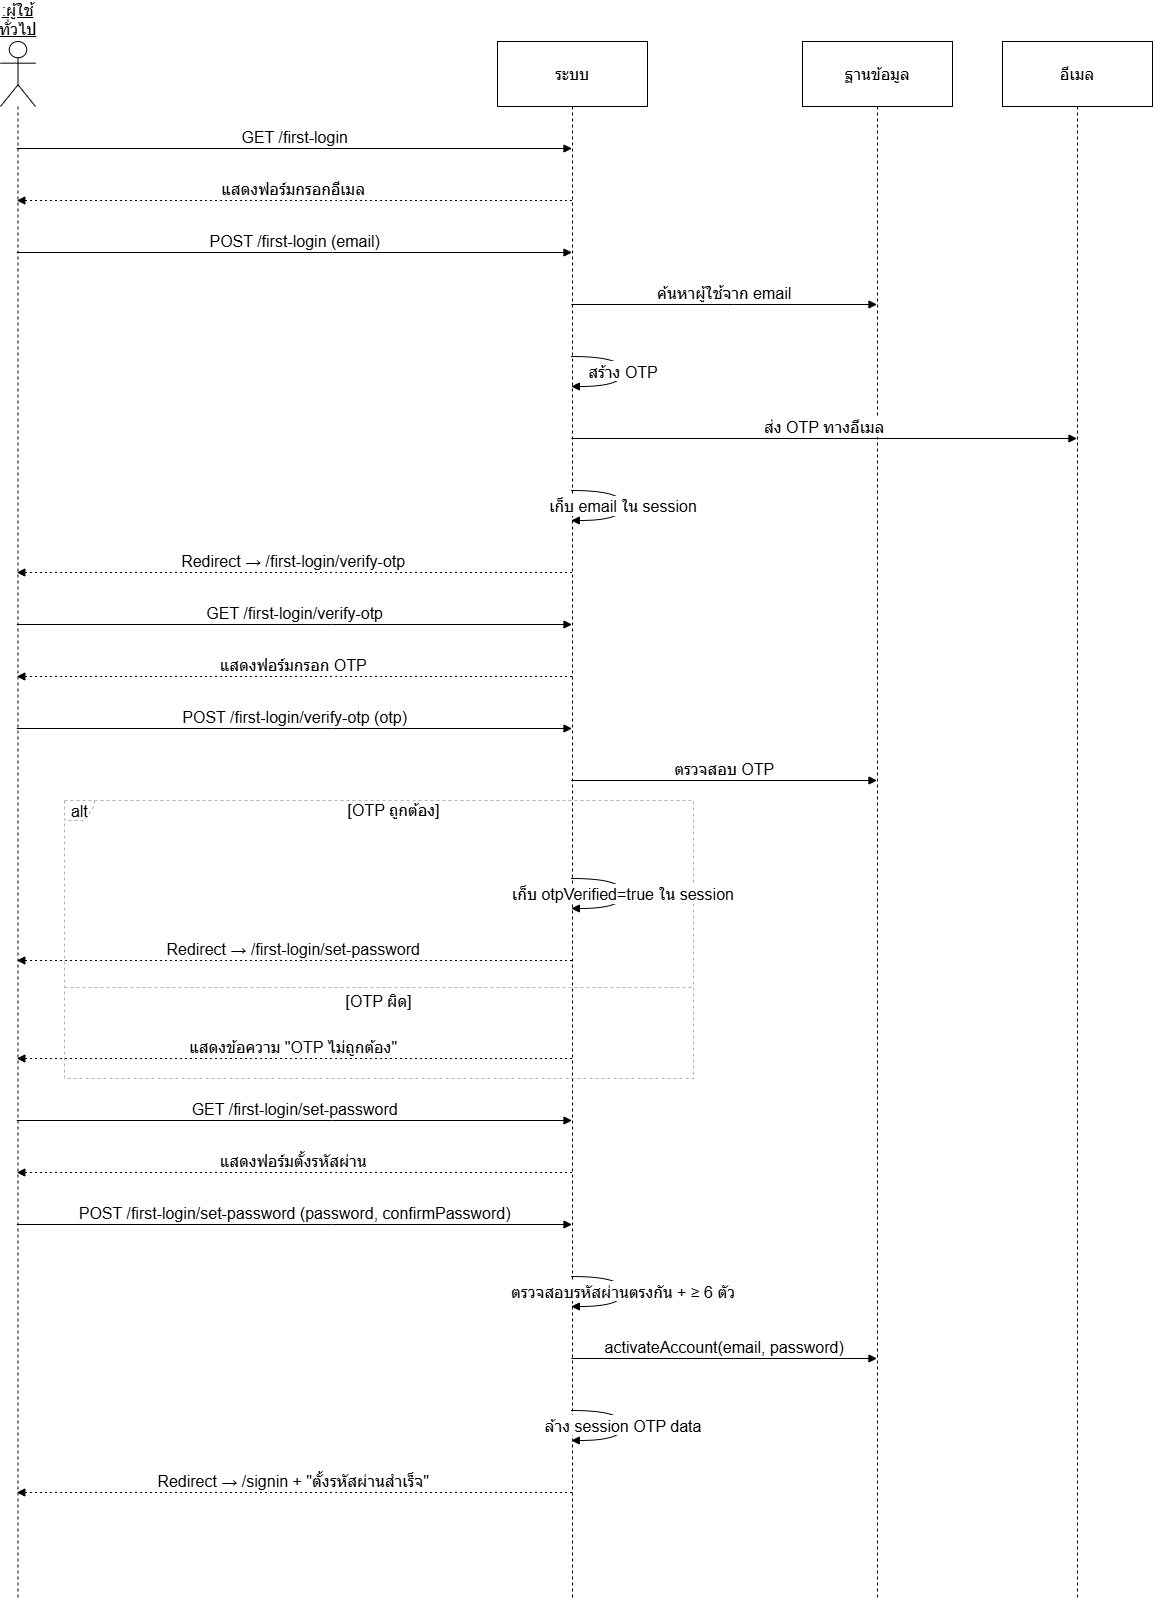 :ผู้ใช้
ทั่วไป
ระบบ
ฐานข้อมูล
อีเมล
GET /first-login
แสดงฟอร์มกรอกอีเมล
POST /first-login (email)
ค้นหาผู้ใช้จาก email
สร้าง OTP
ส่ง OTP ทางอีเมล
เก็บ email ใน session
Redirect → /first-login/verify-otp
GET /first-login/verify-otp
แสดงฟอร์มกรอก OTP
POST /first-login/verify-otp (otp)
ตรวจสอบ OTP
alt
[OTP ถูกต้อง]
เก็บ otpVerified=true ใน session
Redirect → /first-login/set-password
[OTP ผิด]
แสดงข้อความ "OTP ไม่ถูกต้อง"
GET /first-login/set-password
แสดงฟอร์มตั้งรหัสผ่าน
POST /first-login/set-password (password, confirmPassword)
ตรวจสอบรหัสผ่านตรงกัน + ≥ 6 ตัว
activateAccount(email, password)
ล้าง session OTP data
Redirect → /signin + "ตั้งรหัสผ่านสำเร็จ"